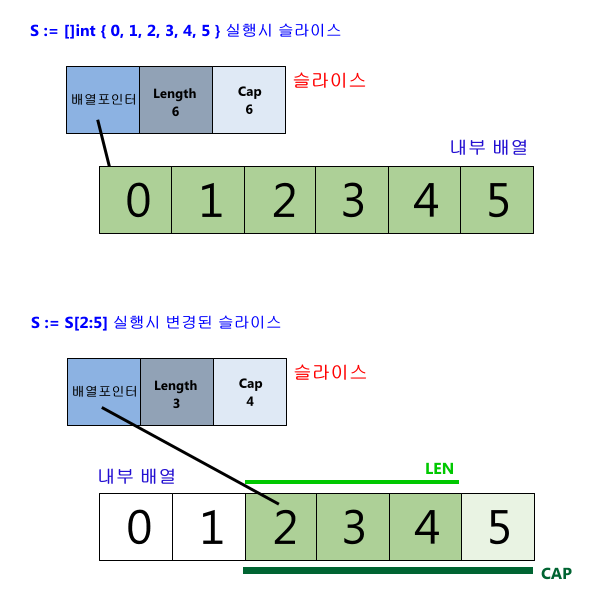 S := []int { 0, 1, 2, 3, 4, 5 } 실행시 슬라이스
배열포인터
Length
6
Cap
6
슬라이스
내부 배열
0 1 2 3 4 5
S := S[2:5] 실행시 변경된 슬라이스
배열포인터
Length
3
Cap
4
슬라이스
내부 배열
LEN
0 1 2 3 4 5
CAP